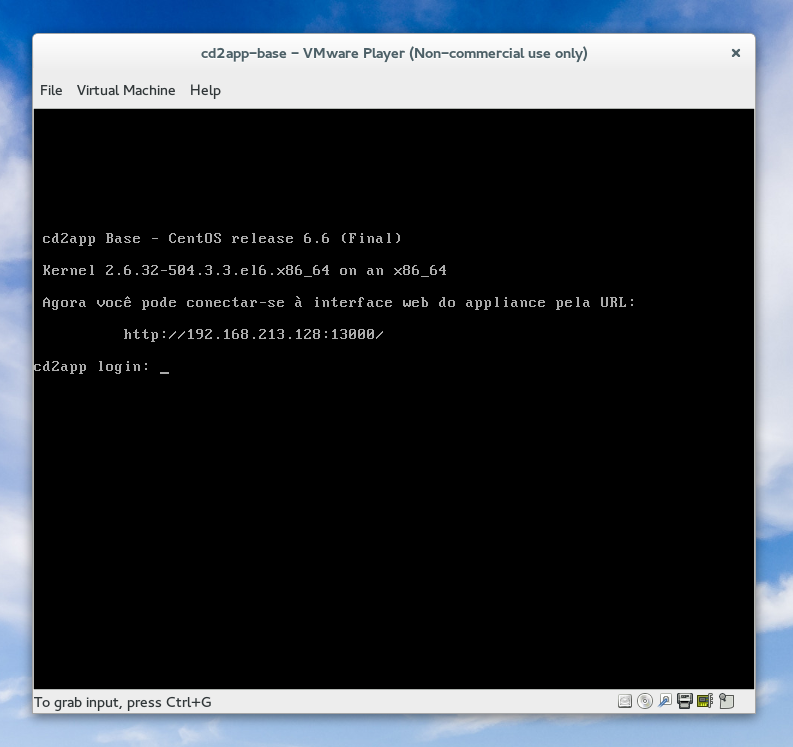 cd2app-base - VMware Player (Non-commercial use only)
File Virtual Machine Help
cd2app Base - CentOS release 6.6 (Final)
Kernel 2.6.32-504.3.3.el6.x86_64 on an x86_64
Agora você pode conectar-se à interface web do appliance pela URL:
http://192.168.213.128:13000/
cd2app login: _
To grab input, press Ctrl+G